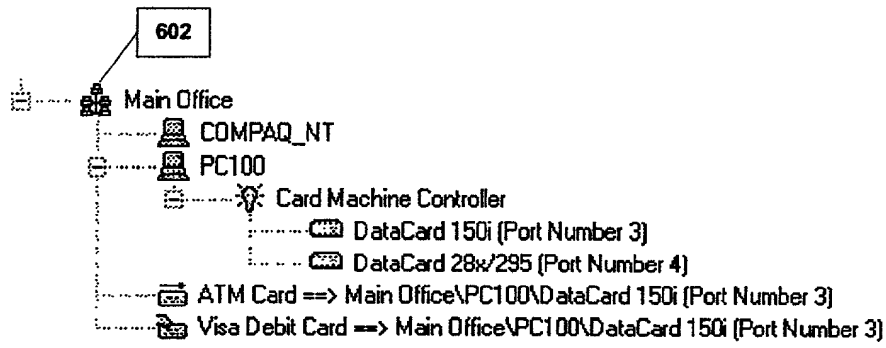 602
Main Office
COMPAQ_NT
PC100
Card Machine Controller
DataCard 150i (Port Number 3)
DataCard 28x/295 (Port Number 4)
ATM Card ==> Main Office\PC100\DataCard 150i (Port Number 3)
Visa Debit Card ==> Main Office\PC100\DataCard 150i (Port Number 3)